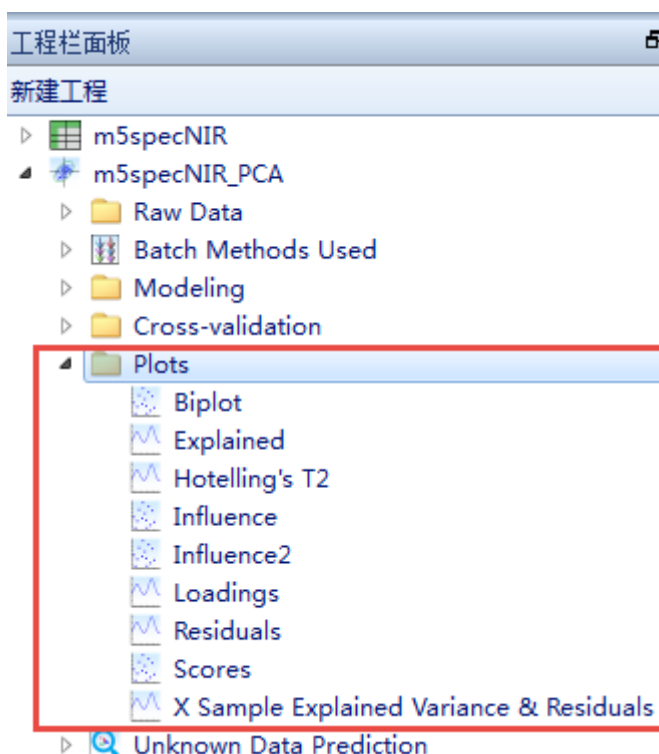 工程栏面板
新建工程
m5specNIR
m5specNIR_PCA
Raw Data
Batch Methods Used
Modeling
Cross-validation
Plots
Biplot
Explained
Hotelling's T2
Influence
Influence2
Loadings
Residuals
Scores
X Sample Explained Variance & Residuals
Unknown Data Prediction